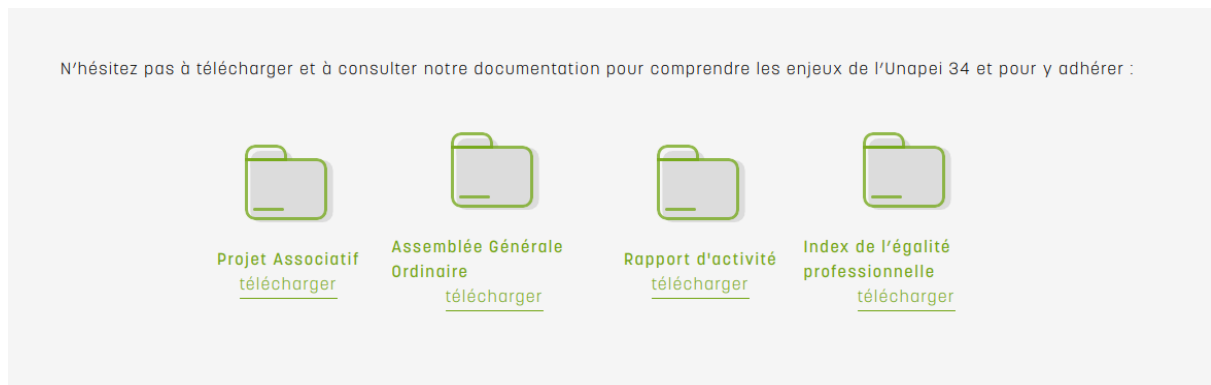 N’hésitez pas à télécharger et à consulter notre documentation pour comprendre les enjeux de l’Unapei 34 et pour y adhérer :
Projet Associatif
télécharger
Assemblée Générale
Ordinaire
télécharger
Rapport d'activité
télécharger
Index de l’égalité
professionnelle
télécharger